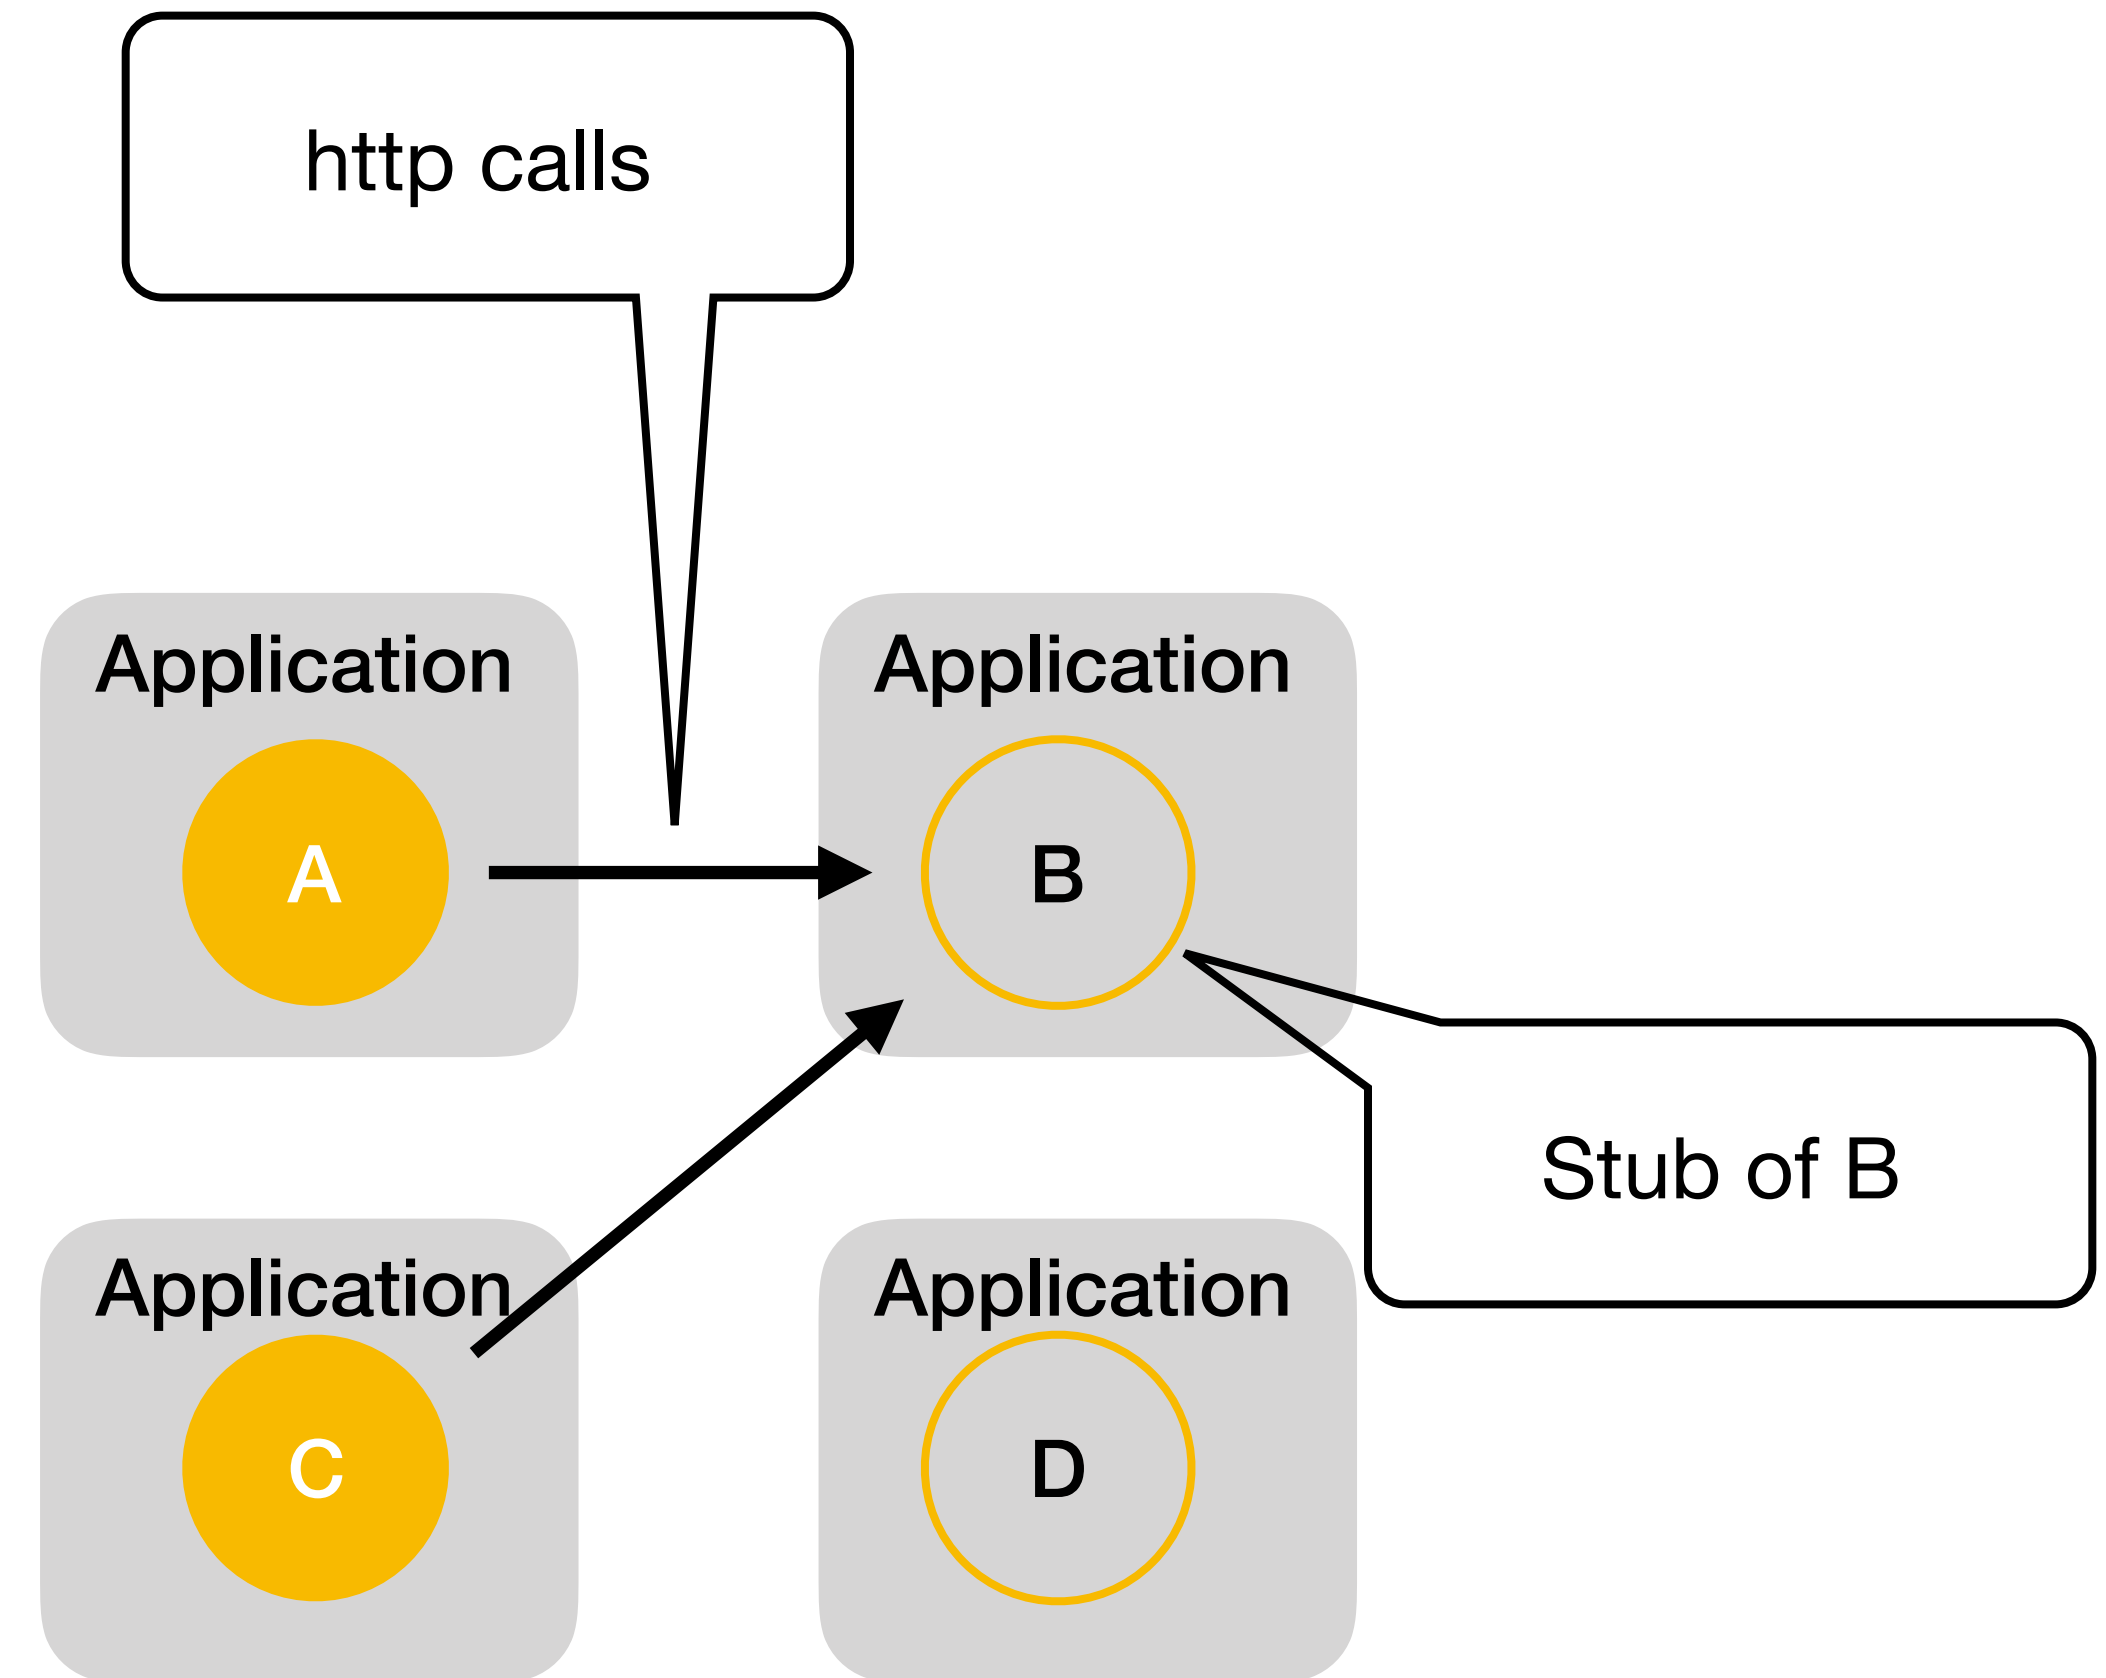 http calls
Application
Application
A
B
Stub of B
Application
Application
C
D